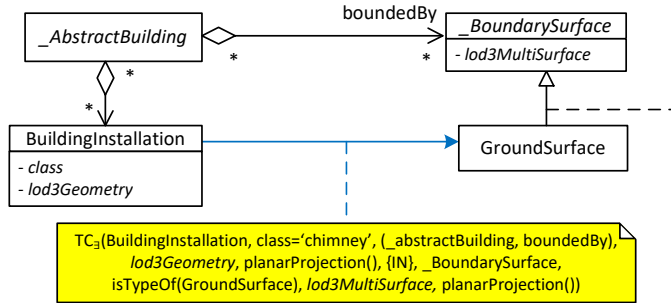 boundedBy
_AbstractBuilding
_BoundarySurface
- lod3MultiSurface
*
*
*
*
BuildingInstallation
- class
- lod3Geometry
GroundSurface
TC∃(BuildingInstallation, class=‘chimney’, (_abstractBuilding, boundedBy),
lod3Geometry, planarProjection(), {IN}, _BoundarySurface,
isTypeOf(GroundSurface), lod3MultiSurface, planarProjection())